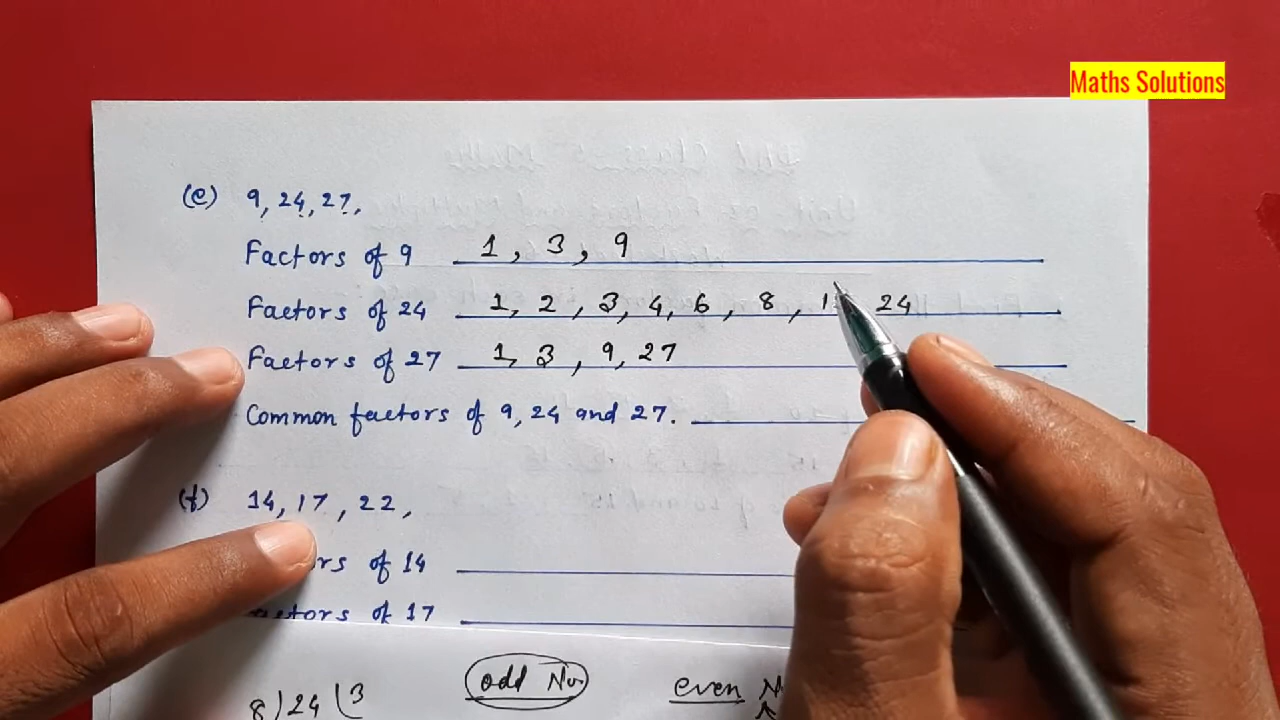 Maths Solutions
(e) 9, 24, 27,
Factors of 9 1, 3, 9
Factors of 24 1, 2, 3, 4, 6, 8, 24
Factors of 27 1, 3, 9, 27
Common factors of 9, 24 and 27.
(f) 14, 17, 22,
of 14
of 17
8) 24 (3
odd No.
even